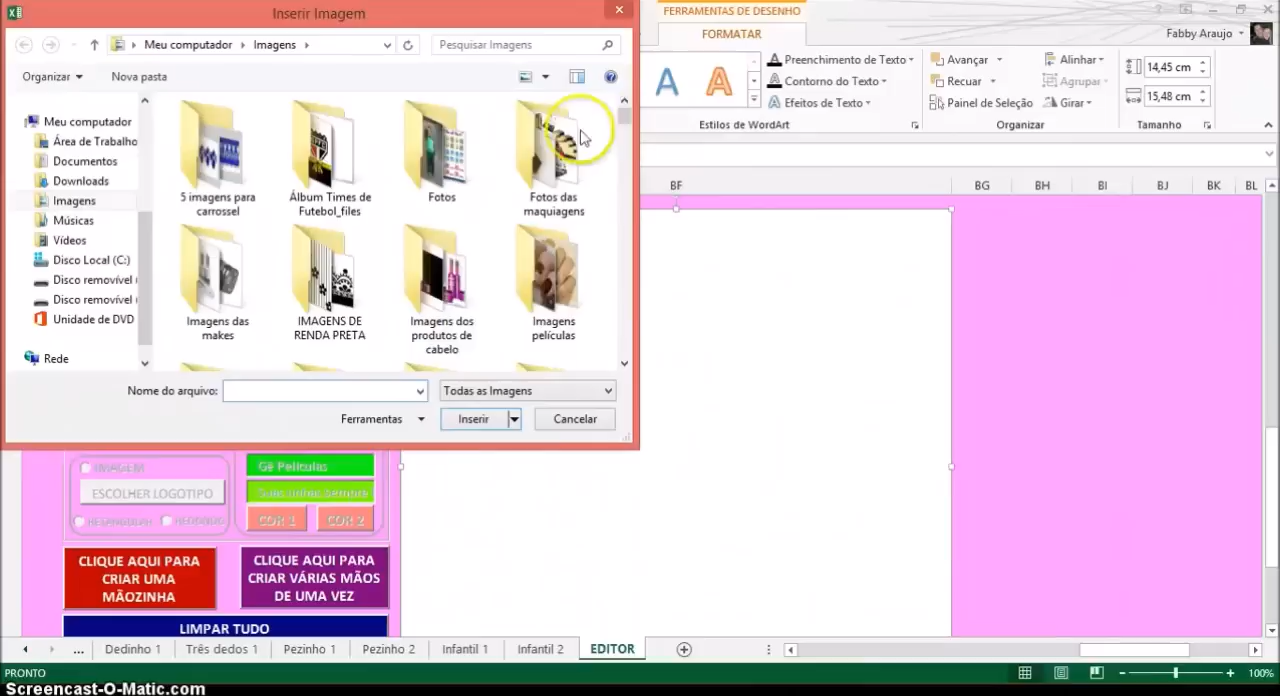 Inserir Imagem
Meu computador
Imagens
Pesquisar Imagens
Organizar
Nova pasta
Meu computador
Área de Trabalho
Documentos
Downloads
Imagens
Músicas
Vídeos
Disco Local (C:)
Disco removível
Disco removível
Unidade de DVD
Rede
5 imagens para
carrossel
Álbum Times de
Futebol_files
Fotos
Fotos das
maquiagens
Imagens das
makes
IMAGENS DE
RENDA PRETA
Imagens dos
produtos de
cabelo
Imagens
películas
Nome do arquivo:
Todas as Imagens
Ferramentas
Inserir
Cancelar
FERRAMENTAS DE DESENHO
FORMATAR
Fabby Araujo
A
A
Preenchimento de Texto
Contorno do Texto
Efeitos de Texto
Estilos de WordArt
Avançar
Recuar
Painel de Seleção
Alinhar
Agrupar
Girar
Organizar
14,45 cm
15,48 cm
Tamanho
BF
BG
BH
BI
BJ
BK
BL
IMAGEM
ESCOLHER LOGOTIPO
RETANGULAR
REDONDO
Gê Películas
Suas unhas sempre
COR 1
COR 2
CLIQUE AQUI PARA
CRIAR UMA
MÃOZINHA
CLIQUE AQUI PARA
CRIAR VÁRIAS MÃOS
DE UMA VEZ
LIMPAR TUDO
...
Dedinho 1
Três dedos 1
Pezinho 1
Pezinho 2
Infantil 1
Infantil 2
EDITOR
PRONTO
100%
Screencast-O-Matic.com